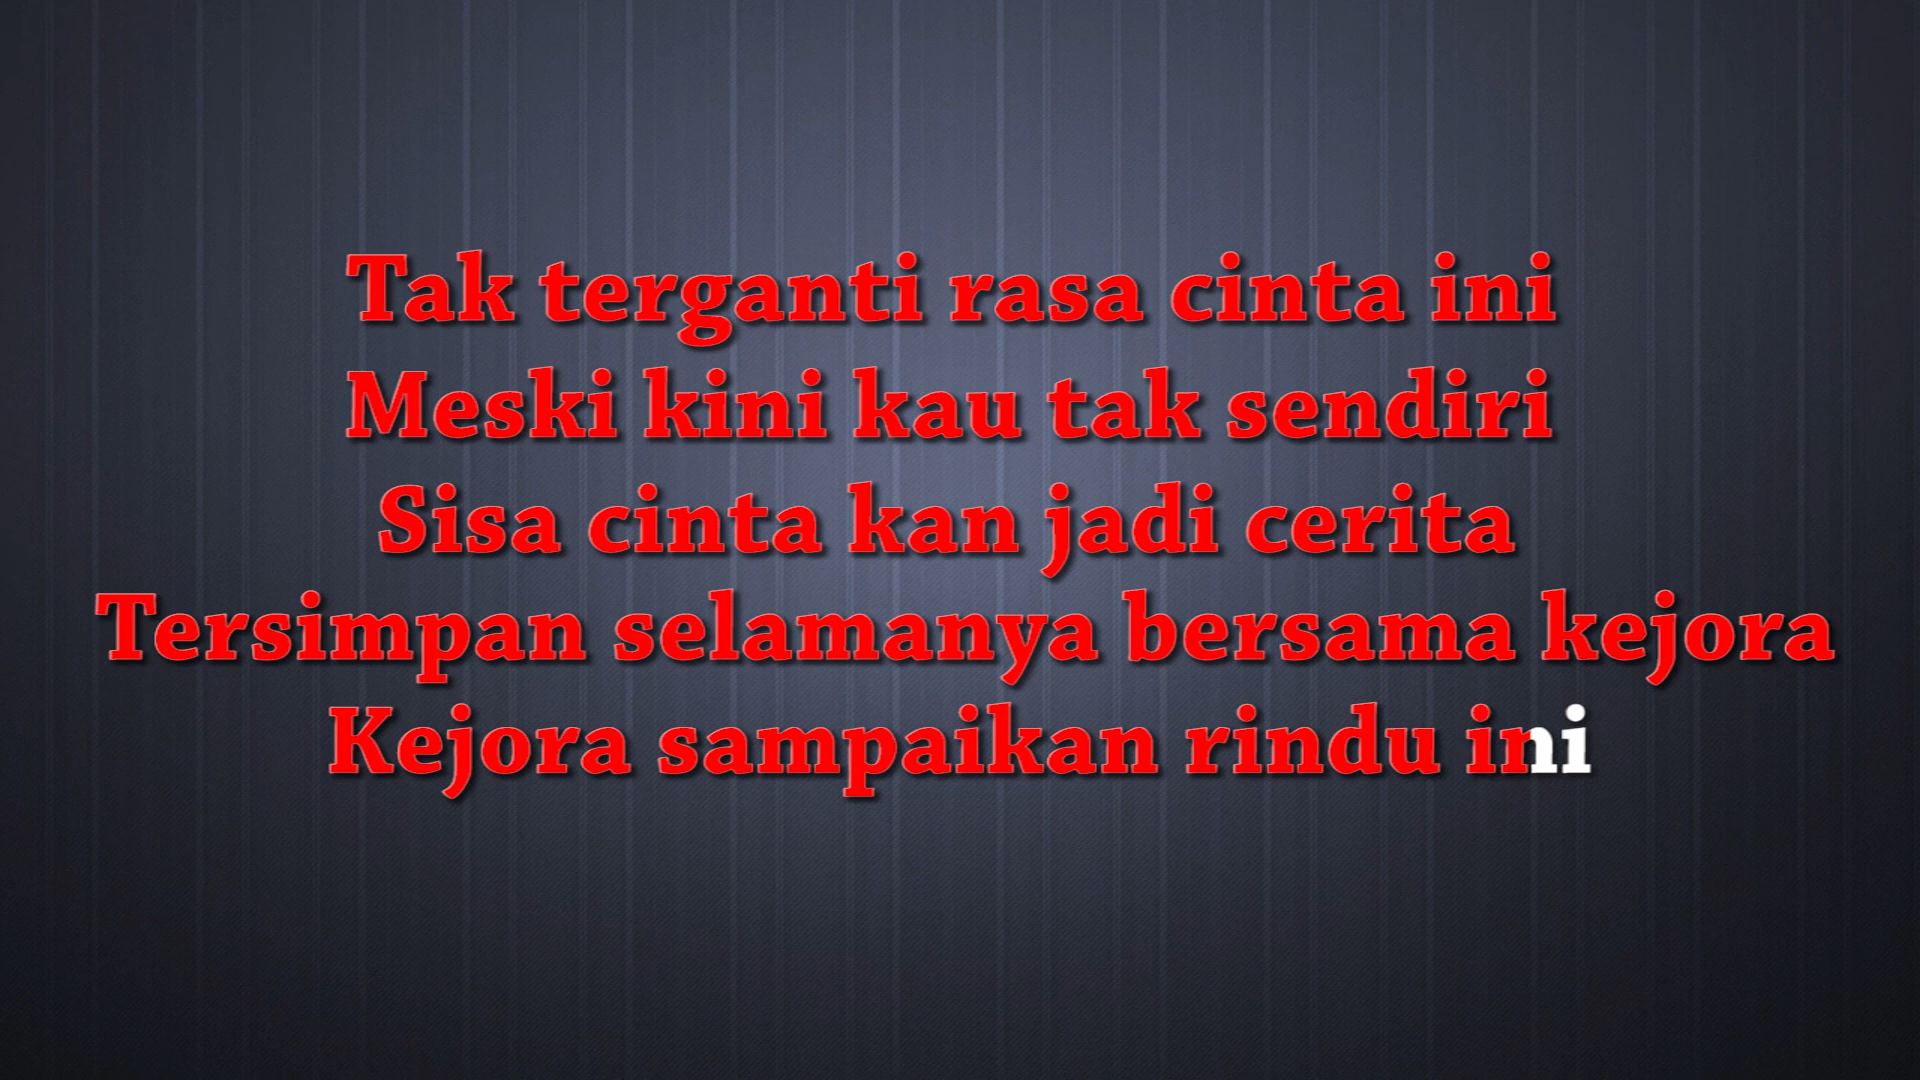 Tak terganti rasa cinta ini
Meski kini kau tak sendiri
Sisa cinta kan jadi cerita
Tersimpan selamanya bersama kejora
Kejora sampaikan rindu ini